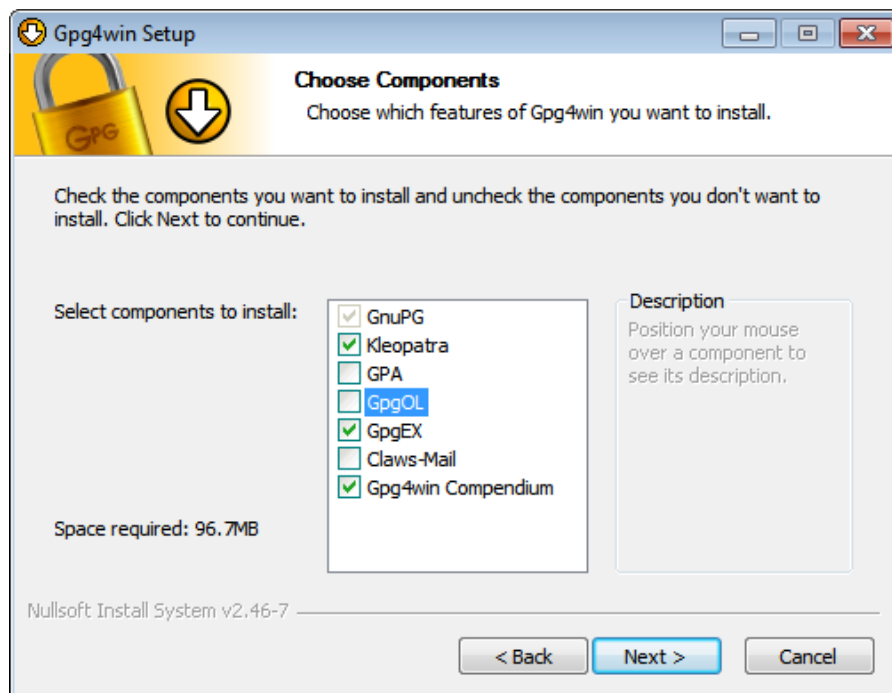 Gpg4win Setup
GPG
Choose Components
Choose which features of Gpg4win you want to install.
Check the components you want to install and uncheck the components you don't want to
install. Click Next to continue.
Select components to install:
GnuPG
Kleopatra
GPA
GpgOL
GpgEX
Claws-Mail
Gpg4win Compendium
Description
Position your mouse
over a component to
see its description.
Space required: 96.7MB
Nullsoft Install System v2.46-7
< Back
Next >
Cancel